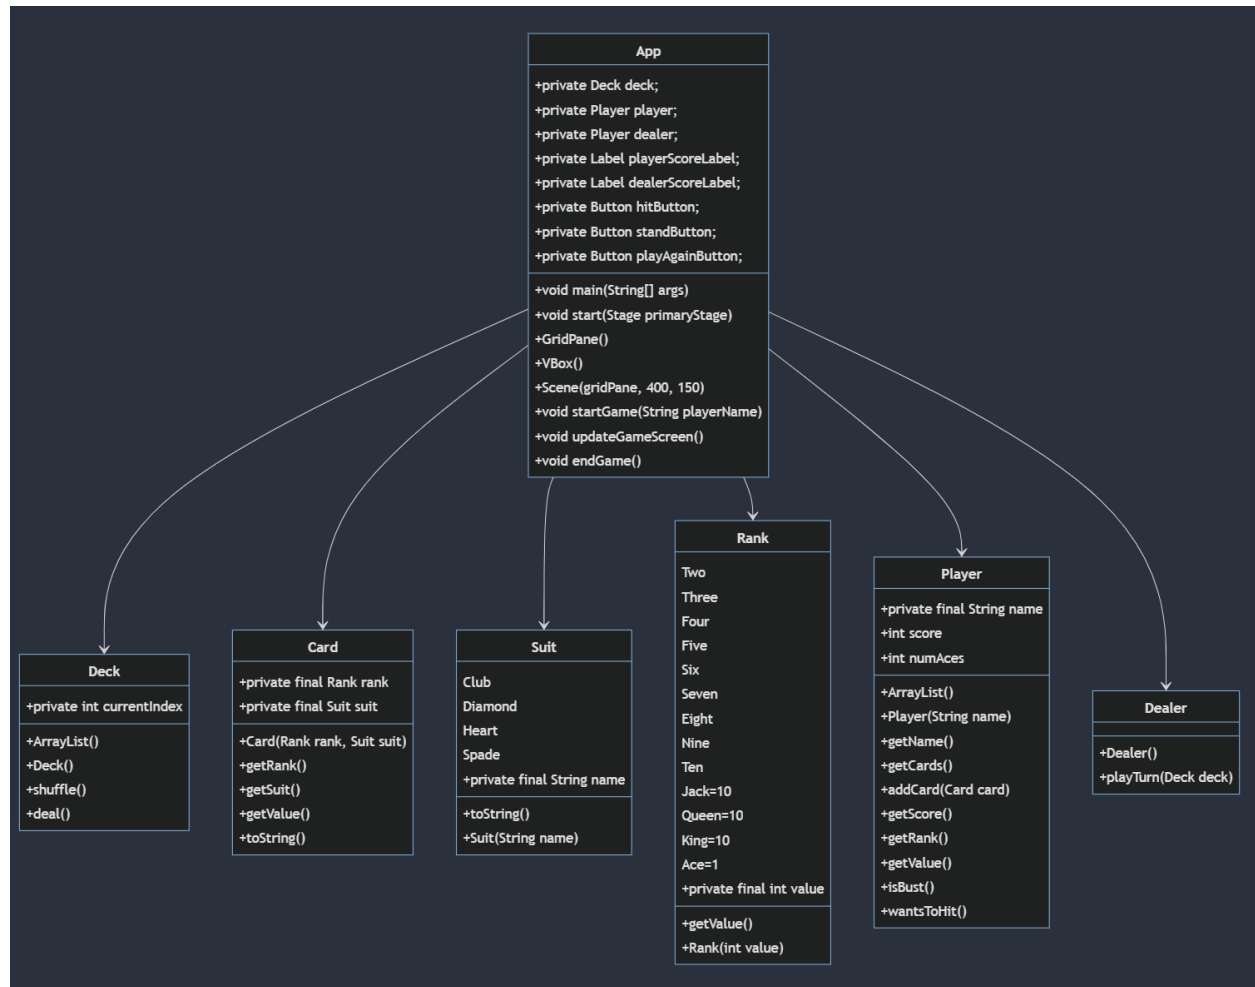 App
+private Deck deck;
+private Player player;
+private Player dealer;
+private Label playerScoreLabel;
+private Label dealerScoreLabel;
+private Button hitButton;
+private Button standButton;
+private Button playAgainButton;
+void main(String[] args)
+void start(Stage primaryStage)
+GridPane()
+VBox()
+Scene(gridPane, 400, 150)
+void startGame(String playerName)
+void updateGameScreen()
+void endGame()
Deck
+private int currentIndex
+ArrayList()
+Deck()
+shuffle()
+deal()
Card
+private final Rank rank
+private final Suit suit
+Card(Rank rank, Suit suit)
+getRank()
+getSuit()
+getValue()
+toString()
Suit
Club
Diamond
Heart
Spade
+private final String name
+toString()
+Suit(String name)
Rank
Two
Three
Four
Five
Six
Seven
Eight
Nine
Ten
Jack=10
Queen=10
King=10
Ace=1
+private final int value
+getValue()
+Rank(int value)
Player
+private final String name
+int score
+int numAces
+ArrayList()
+Player(String name)
+getName()
+getCards()
+addCard(Card card)
+getScore()
+getRank()
+getValue()
+isBust()
+wantsToHit()
Dealer
+Dealer()
+playTurn(Deck deck)